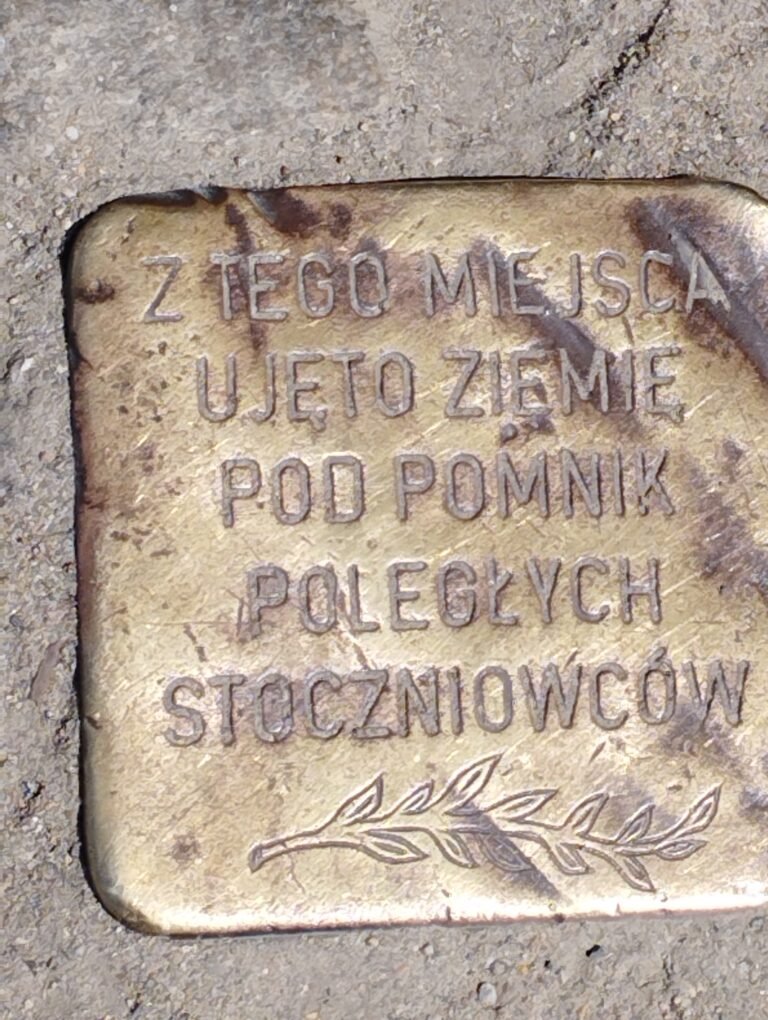 Z TEGO MIEJSCA
UJĘTO ZIEMIĘ
POD POMNIK
POLEGŁYCH
STOCZNIOWCÓW